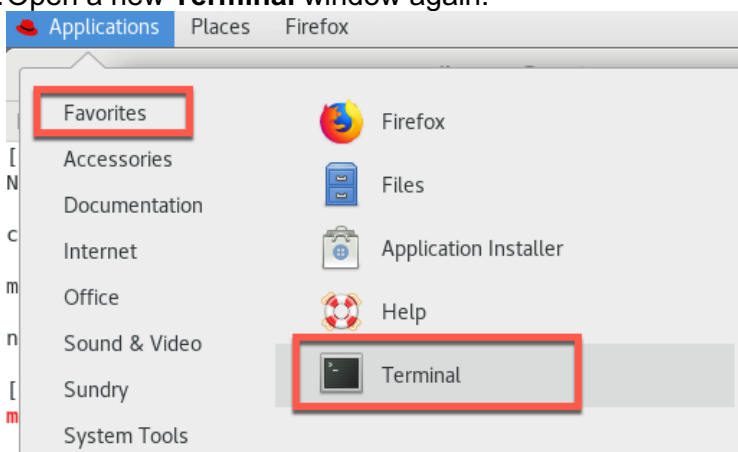 Open a new Terminal window again.
Applications Places Firefox
Favorites
Accessories
Documentation
Internet
Office
Sound & Video
Sundry
System Tools
Firefox
Files
Application Installer
Help
Terminal
[
N
c
m
n
[
m